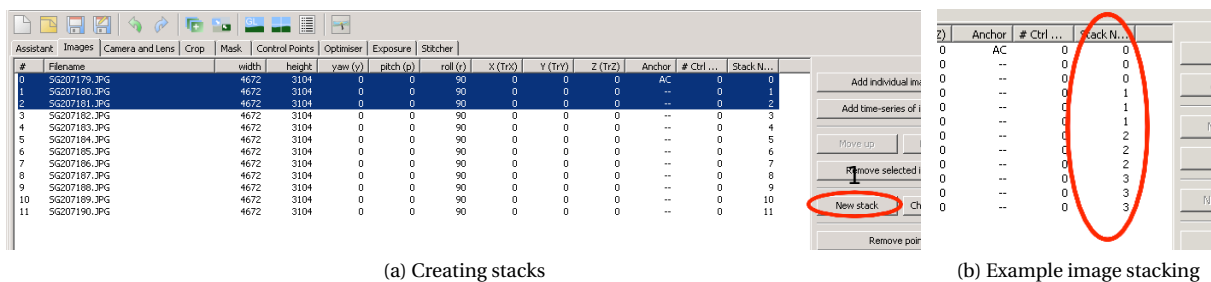 GL
Assistant Images Camera and Lens Crop Mask Control Points Optimiser Exposure Stitcher
# Filename width height yaw (y) pitch (p) roll (r) X (TrX) Y (TrY) Z (TrZ) Anchor # Ctrl ... Stack N...
0 SG207179.JPG 4672 3104 0 0 90 0 0 0 AC 0 0
1 SG207180.JPG 4672 3104 0 0 90 0 0 0 -- 0 1
2 SG207181.JPG 4672 3104 0 0 90 0 0 0 -- 0 2
3 SG207182.JPG 4672 3104 0 0 90 0 0 0 -- 0 3
4 SG207183.JPG 4672 3104 0 0 90 0 0 0 -- 0 4
5 SG207184.JPG 4672 3104 0 0 90 0 0 0 -- 0 5
6 SG207185.JPG 4672 3104 0 0 90 0 0 0 -- 0 6
7 SG207186.JPG 4672 3104 0 0 90 0 0 0 -- 0 7
8 SG207187.JPG 4672 3104 0 0 90 0 0 0 -- 0 8
9 SG207188.JPG 4672 3104 0 0 90 0 0 0 -- 0 9
10 SG207189.JPG 4672 3104 0 0 90 0 0 0 -- 0 10
11 SG207190.JPG 4672 3104 0 0 90 0 0 0 -- 0 11
Add individual ima
Add time-series of i
Move up
Remove selected i
1
New stack Ch
Remove poin
(a) Creating stacks
Z) Anchor # Ctrl ... Stack N...
0 AC 0 0
0 -- 0 0
0 -- 0 0
0 -- 0 1
0 -- 0 1
0 -- 0 1
0 -- 0 2
0 -- 0 2
0 -- 0 2
0 -- 0 3
0 -- 0 3
0 -- 0 3
(b) Example image stacking